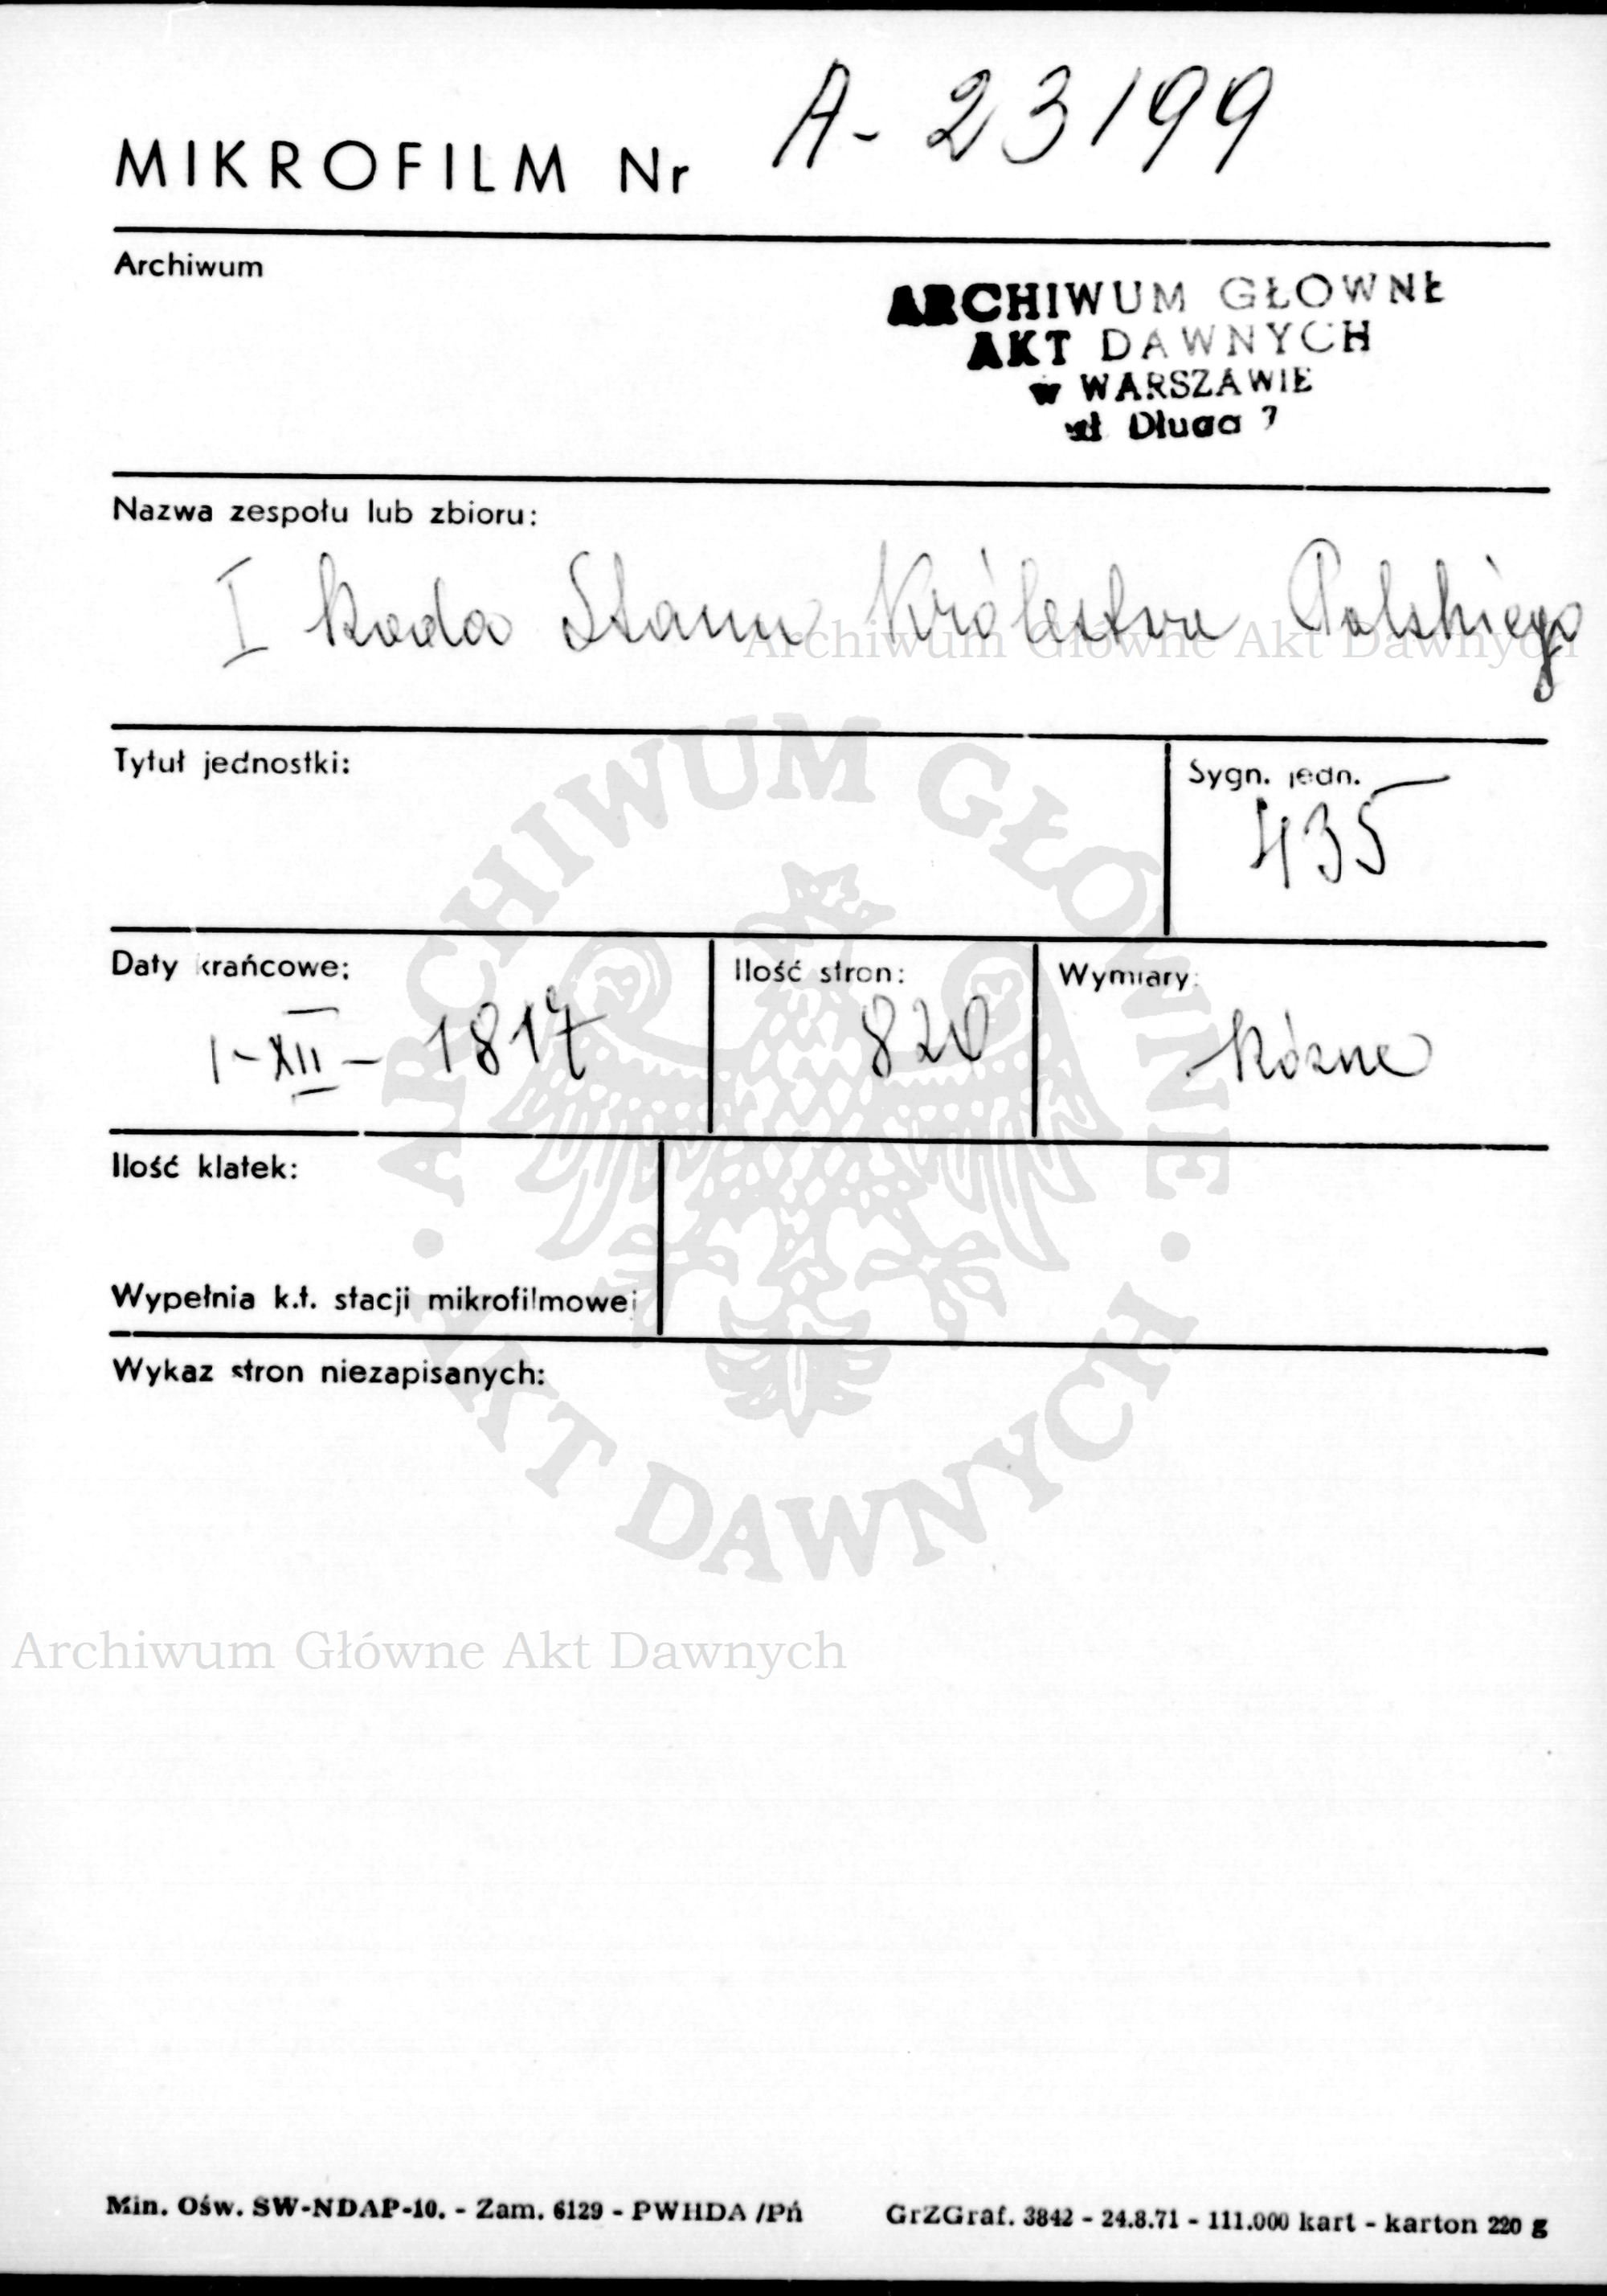 MIKROFILM Nr A-23199
Archiwum
ARCHIWUM GŁOWNE
AKT DAWNYCH
w WARSZAWIE
ul Długa 7
Nazwa zespołu lub zbioru:
I Rada Stanu Królestwa Polskiego
Archiwum Główne Akt Dawnych
Tytuł jednostki:
Sygn. jedn.
435
Daty krańcowe:
I-XII-1817
Ilość stron:
820
Wymiary:
Różne
ARCHIWUM GŁÓWNE
AKT DAWNYCH
Ilość klatek:
Wypełnia k.t. stacji mikrofilmowej
Wykaz stron niezapisanych:
Archiwum Główne Akt Dawnych
Min. Ośw. SW-NDAP-10. - Zam. 6129 - PWHDA /Pń GrZGraf. 3842 - 24.8.71 - 111.000 kart - karton 220 g